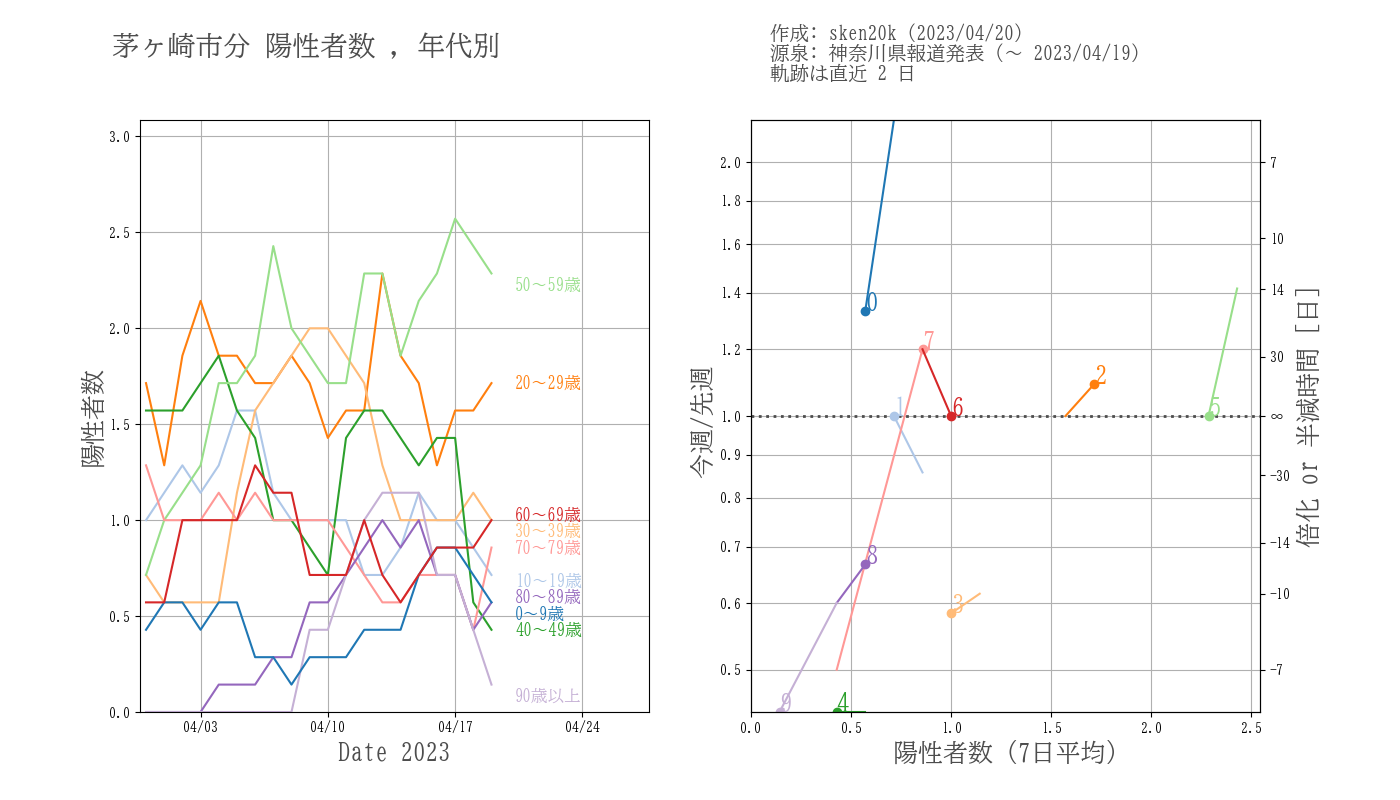 茅ヶ崎市分 陽性者数 , 年代別
作成: sken20k (2023/04/20)
源泉: 神奈川県報道発表 (～ 2023/04/19)
軌跡は直近 2 日
陽性者数
3.0
2.5
2.0
1.5
1.0
0.5
0.0
50～59歳
20～29歳
60～69歳
30～39歳
70～79歳
10～19歳
80～89歳
0～9歳
40～49歳
90歳以上
04/03
04/10
04/17
04/24
Date 2023
今週/先週
2.0
1.8
1.6
1.4
1.2
1.0
0.9
0.8
0.7
0.6
0.5
0
7
2
1
6
5
8
3
9
4
7
10
14
30
∞
−30
−14
−10
−7
倍化 or 半減時間 [日]
0.0
0.5
1.0
1.5
2.0
2.5
陽性者数 (7日平均)